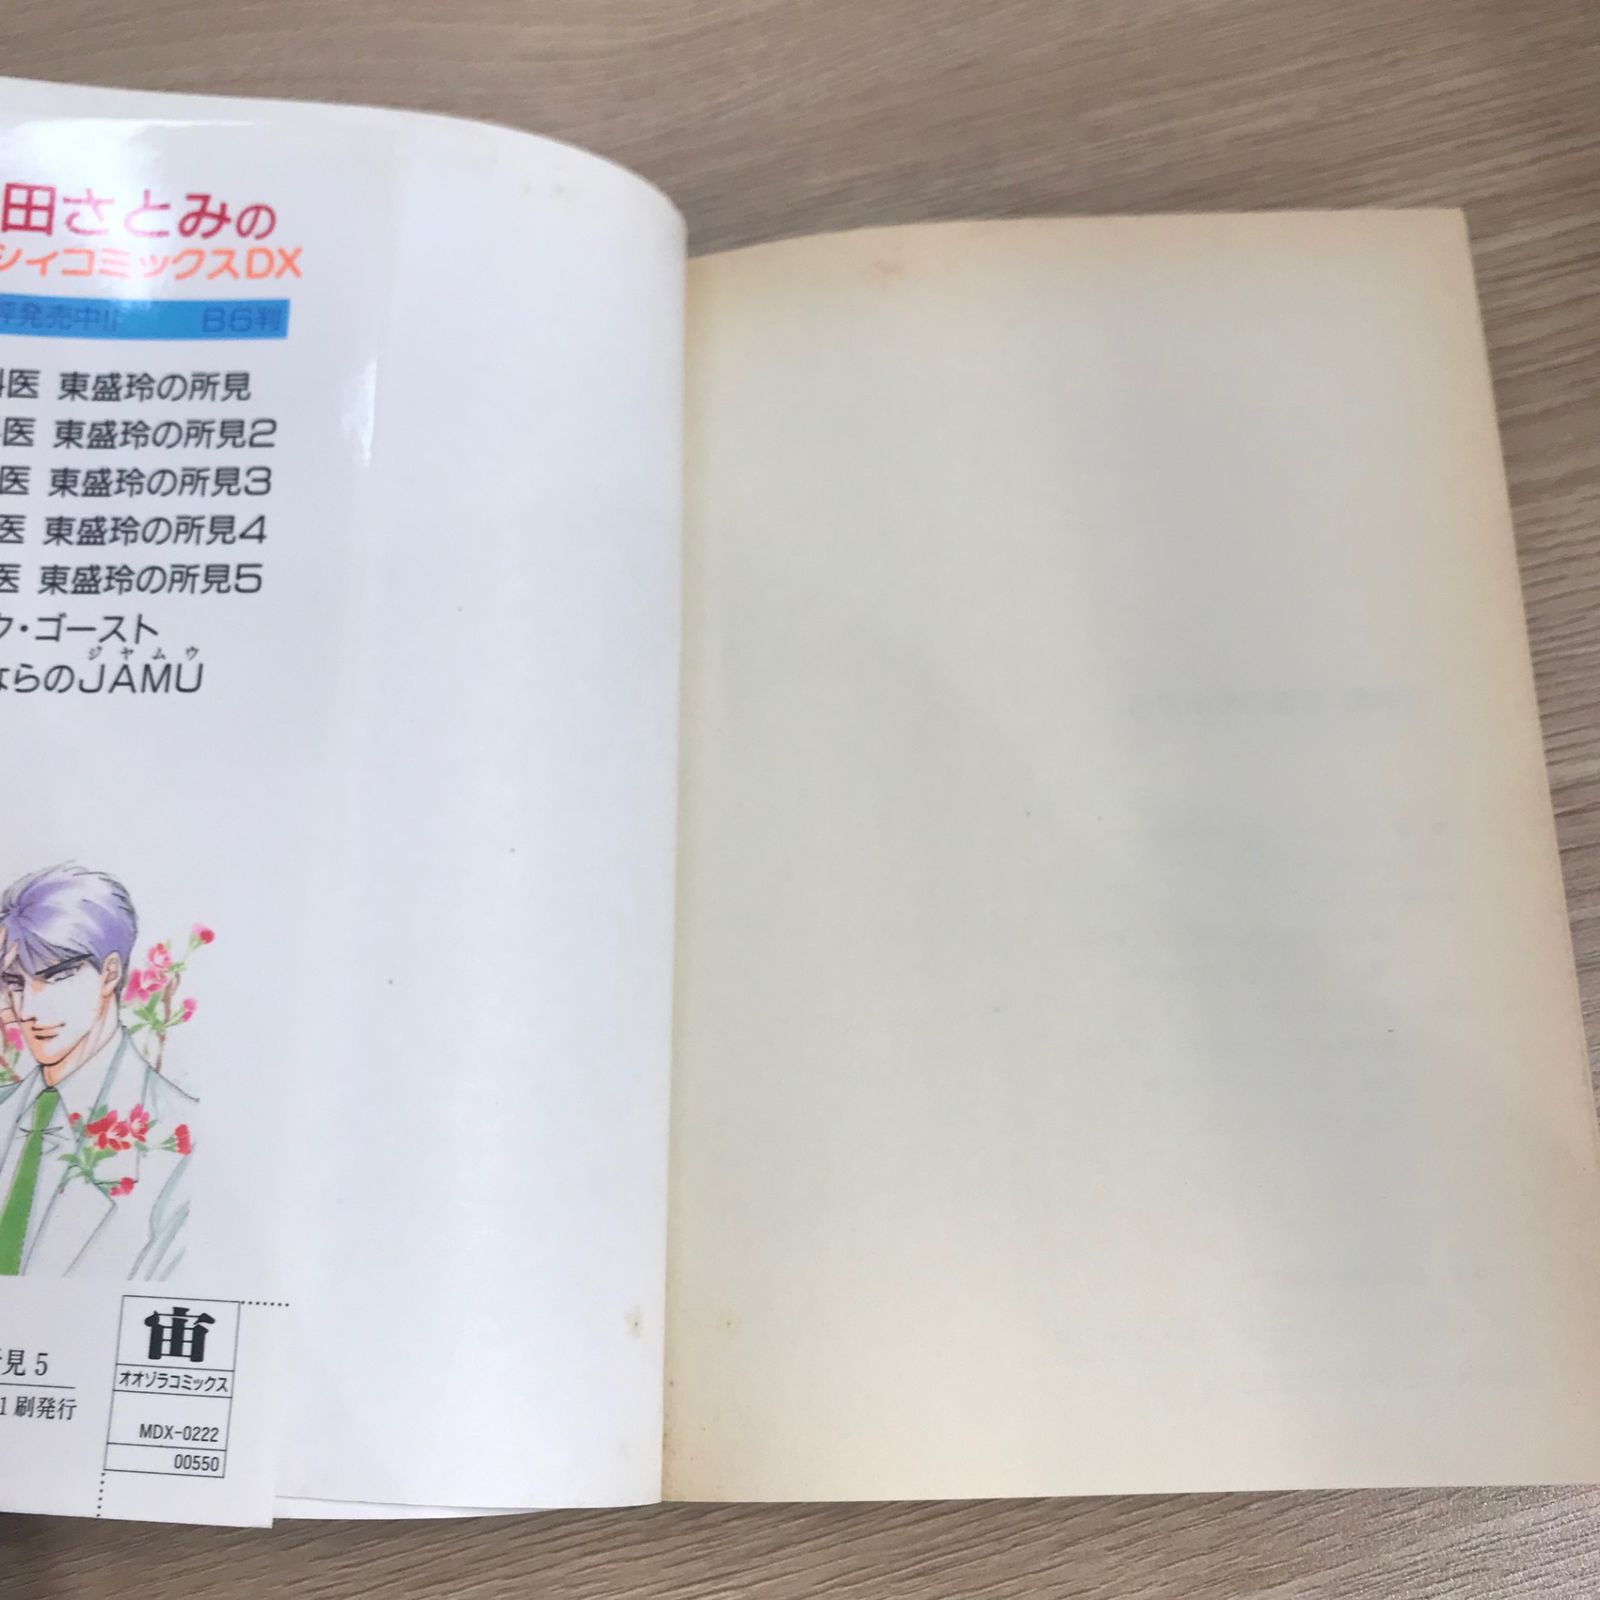 田さとみの
シィコミックスDX
評発売中!! B6判
科医 東盛玲の所見
医 東盛玲の所見2
医 東盛玲の所見3
医 東盛玲の所見4
医 東盛玲の所見5
ク・ゴースト
ジャムウ
ならのJAMU
宙
オオゾラコミックス
MDX-0222
00550
所見5
1刷発行